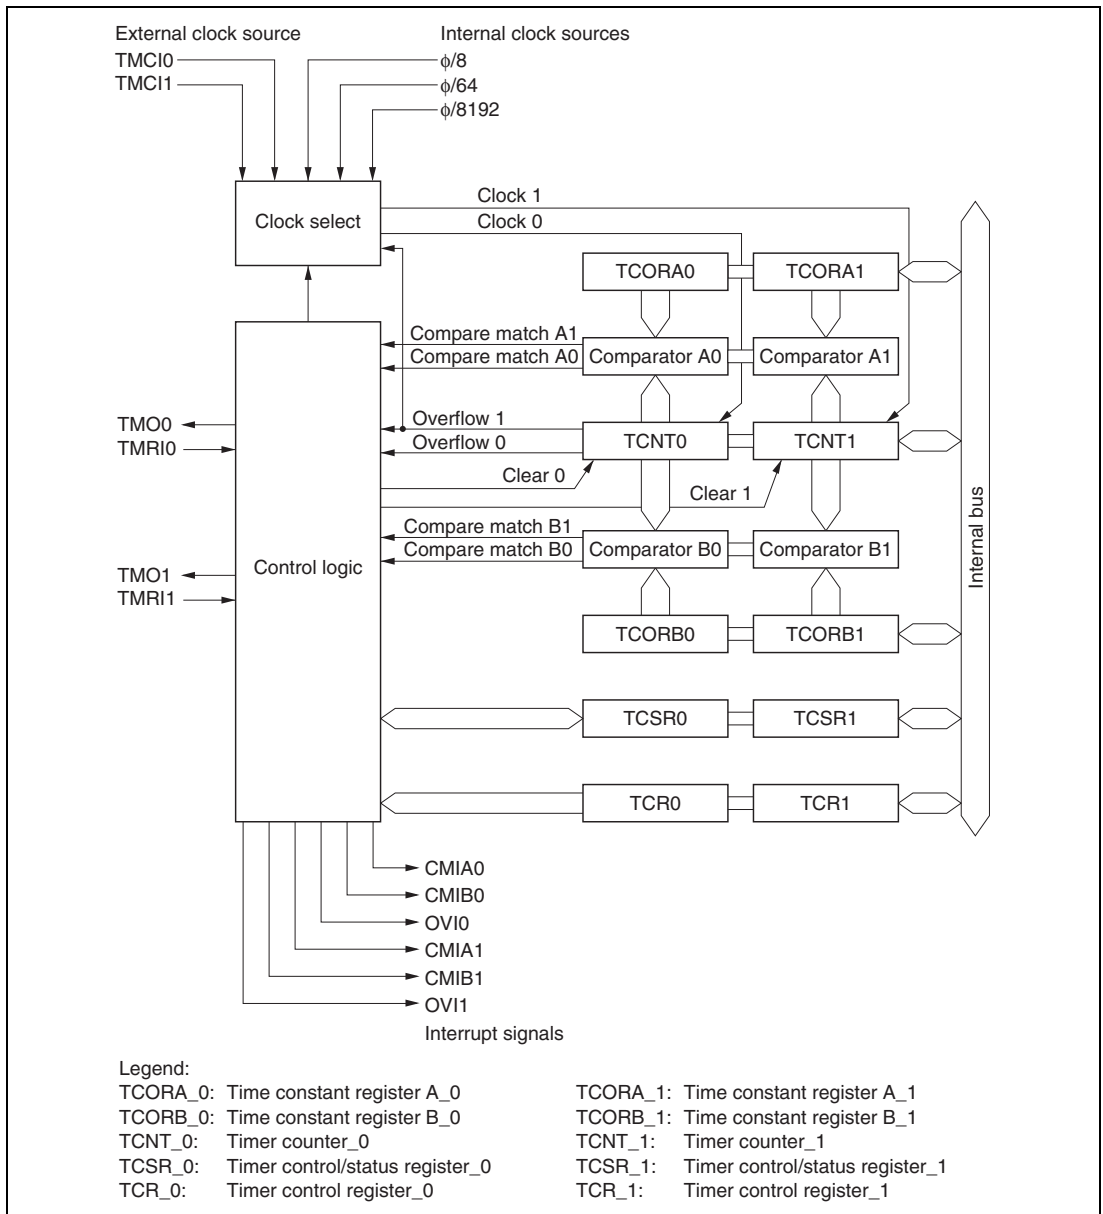 External clock source
Internal clock sources
TMCI0
TMCI1
ϕ/8
ϕ/64
ϕ/8192
Clock select
Clock 1
Clock 0
TCORA0
TCORA1
Compare match A1
Compare match A0
Comparator A0
Comparator A1
TMO0
TMRI0
Overflow 1
Overflow 0
TCNT0
TCNT1
Clear 0
Clear 1
Internal bus
Compare match B1
Compare match B0
Comparator B0
Comparator B1
Control logic
TMO1
TMRI1
TCORB0
TCORB1
TCSR0
TCSR1
TCR0
TCR1
CMIA0
CMIB0
OVI0
CMIA1
CMIB1
OVI1
Interrupt signals
Legend:
TCORA_0: Time constant register A_0
TCORB_0: Time constant register B_0
TCNT_0: Timer counter_0
TCSR_0: Timer control/status register_0
TCR_0: Timer control register_0
TCORA_1: Time constant register A_1
TCORB_1: Time constant register B_1
TCNT_1: Timer counter_1
TCSR_1: Timer control/status register_1
TCR_1: Timer control register_1